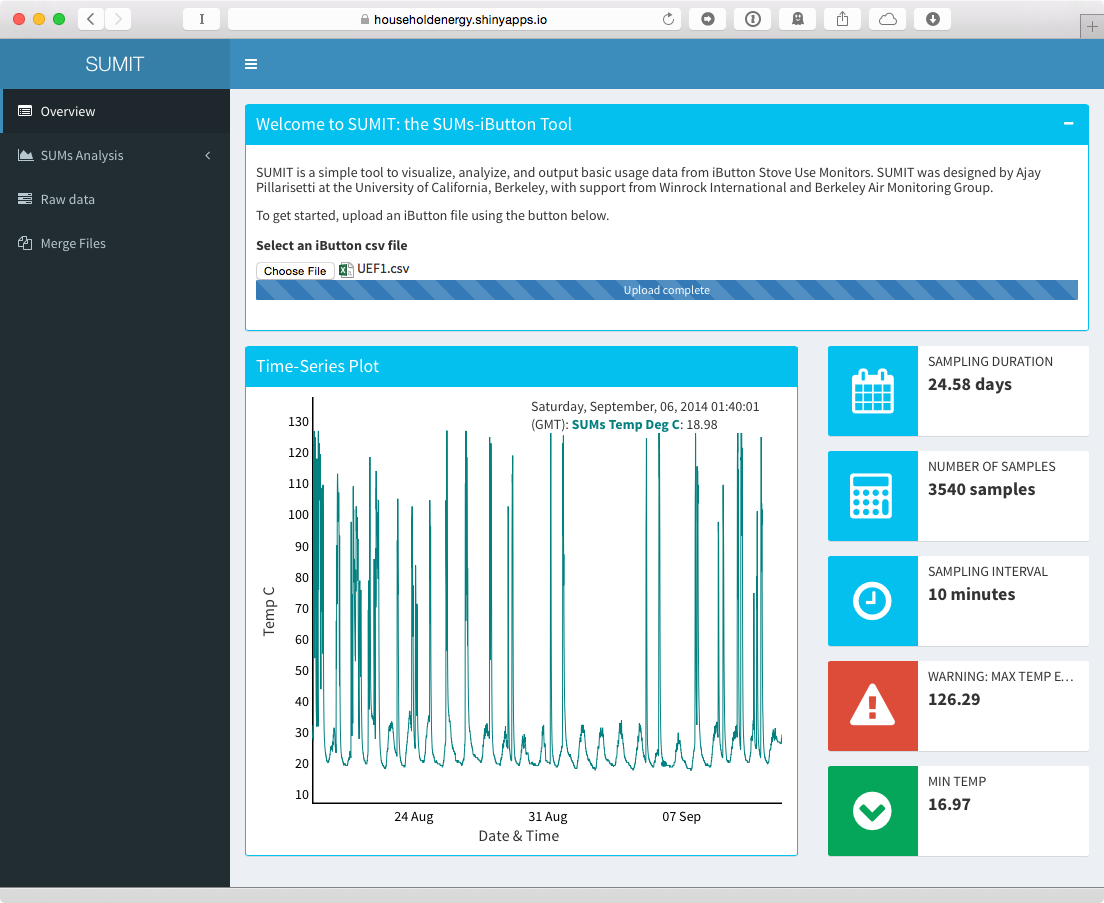 householdenergy.shinyapps.io
SUMIT
Overview
SUMs Analysis
Raw data
Merge Files
Welcome to SUMIT: the SUMs-iButton Tool
SUMIT is a simple tool to visualize, analyize, and output basic usage data from iButton Stove Use Monitors. SUMIT was designed by Ajay
Pillarisetti at the University of California, Berkeley, with support from Winrock International and Berkeley Air Monitoring Group.
To get started, upload an iButton file using the button below.
Select an iButton csv file
Choose File UEF1.csv
Upload complete
Time-Series Plot
Saturday, September, 06, 2014 01:40:01
(GMT): SUMs Temp Deg C: 18.98
130
120
110
100
90
80
70
60
50
40
30
20
10
Temp C
24 Aug 31 Aug 07 Sep
Date & Time
SAMPLING DURATION
24.58 days
NUMBER OF SAMPLES
3540 samples
SAMPLING INTERVAL
10 minutes
WARNING: MAX TEMP E...
126.29
MIN TEMP
16.97